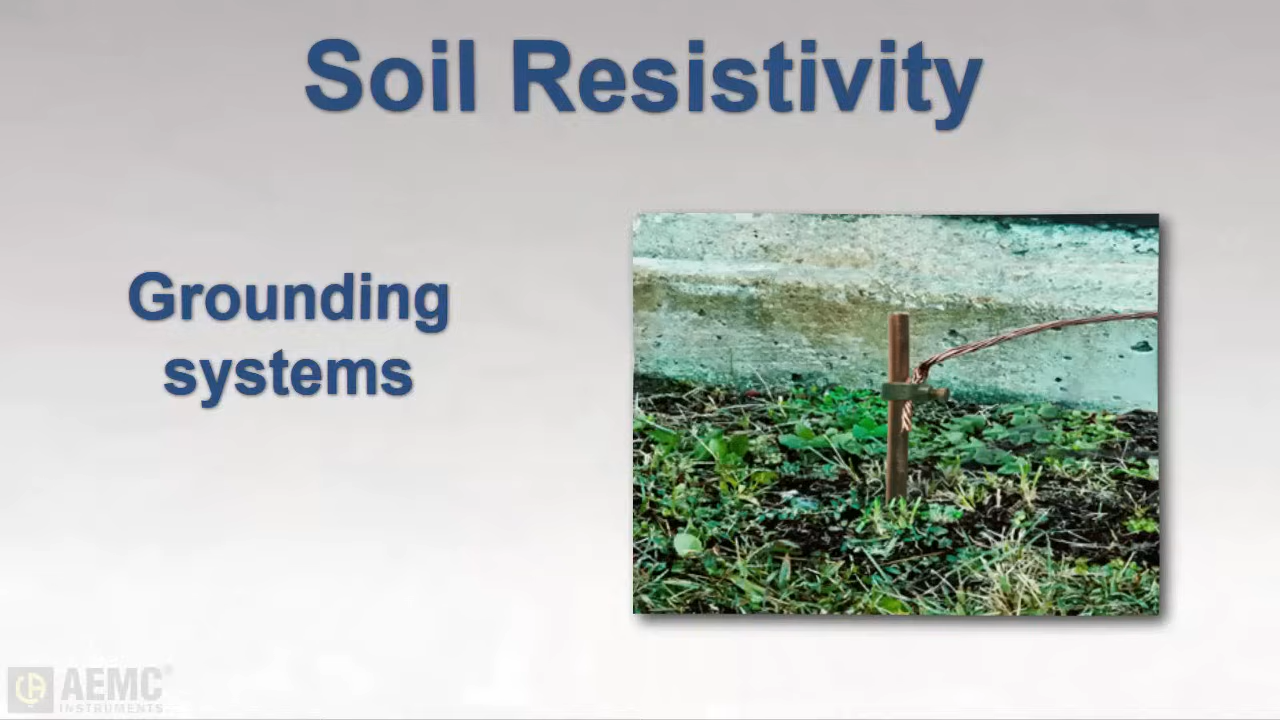 Soil Resistivity
Grounding
systems
AEMC®
INSTRUMENTS